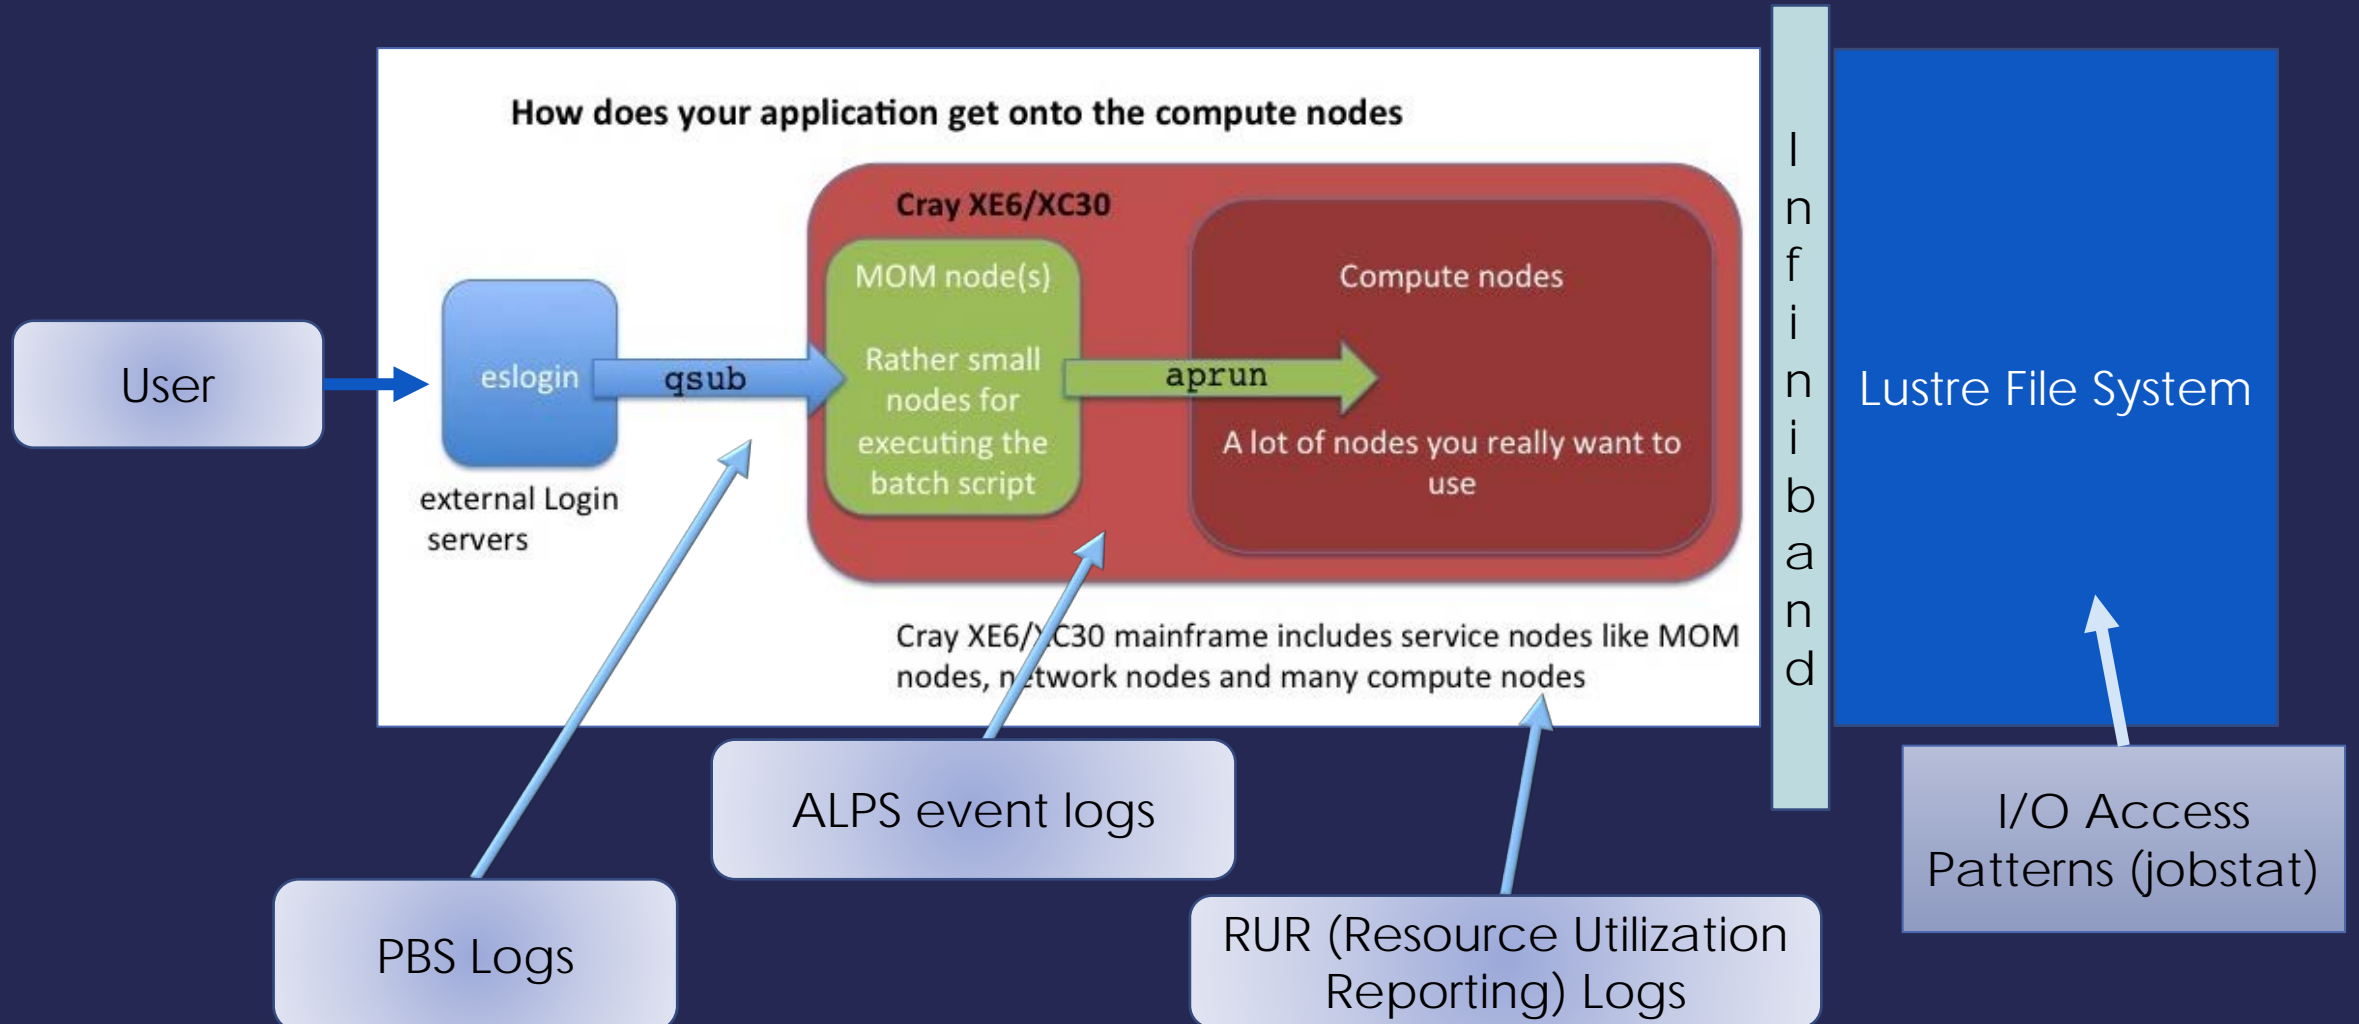 How does your application get onto the compute nodes
Cray XE6/XC30
MOM node(s)
Rather small
nodes for
executing the
batch script
Compute nodes
A lot of nodes you really want to
use
User
eslogin
qsub
aprun
external Login
servers
Cray XE6/XC30 mainframe includes service nodes like MOM
nodes, network nodes and many compute nodes
Infiniband
Lustre File System
ALPS event logs
PBS Logs
RUR (Resource Utilization
Reporting) Logs
I/O Access
Patterns (jobstat)